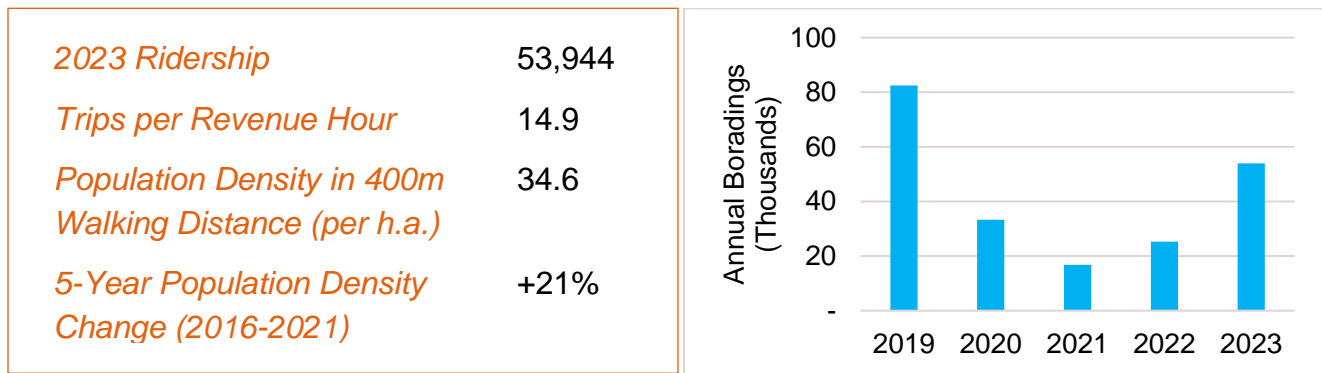 2023 Ridership 53,944
Trips per Revenue Hour 14.9
Population Density in 400m 34.6
Walking Distance (per h.a.)
5-Year Population Density +21%
Change (2016-2021)
Annual Boradings
(Thousands)
100
80
60
40
20
-
2019 2020 2021 2022 2023